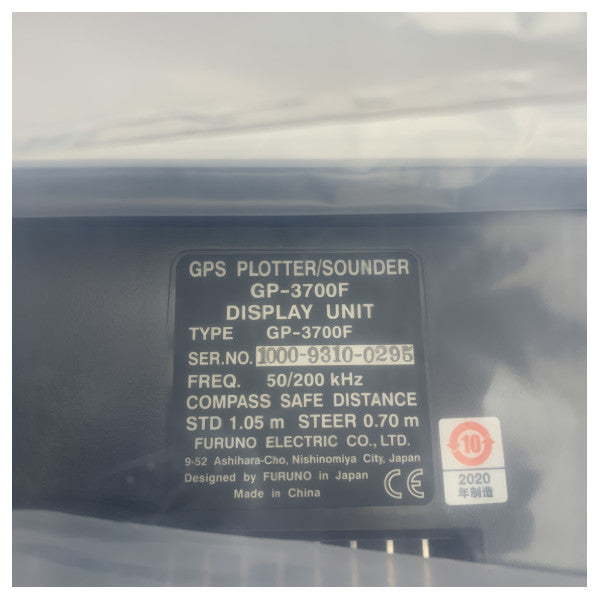 GPS PLOTTER/SOUNDER
GP-3700F
DISPLAY UNIT
TYPE GP-3700F
SER.NO. 1000-9310-0295
FREQ. 50/200 kHz
COMPASS SAFE DISTANCE
STD 1.05 m STEER 0.70 m
FURUNO ELECTRIC CO., LTD.
9-52 Ashihara-Cho, Nishinomiya City, Japan
Designed by FURUNO in Japan
Made in China
CE
10
2020
年制造